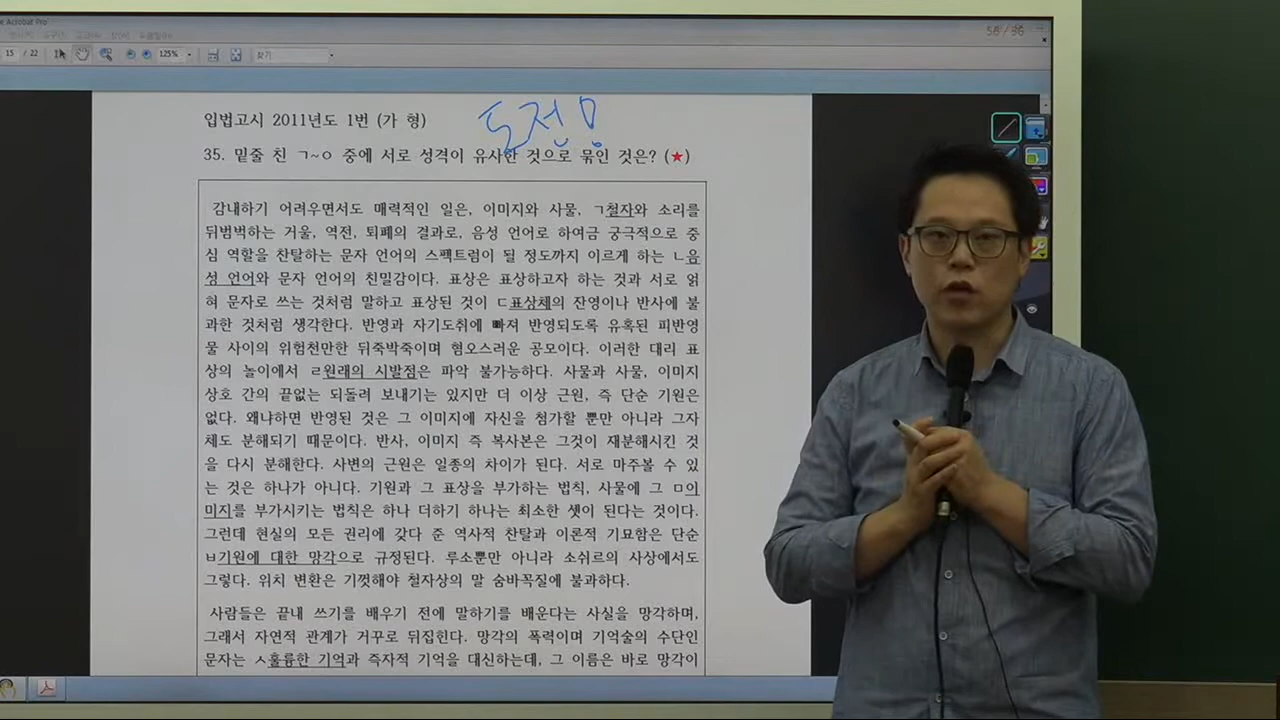 e Acrobat Pro
58 / 36
15 / 22
125%
찾기
도전!
입법고시 2011년도 1번 (가 형)
35. 밑줄 친 ㄱ~ㅇ 중에 서로 성격이 유사한 것으로 묶인 것은? (★)
감내하기 어려우면서도 매력적인 일은, 이미지와 사물, ㄱ철자와 소리를
뒤범벅하는 거울, 역전, 퇴폐의 결과로, 음성 언어로 하여금 궁극적으로 중
심 역할을 찬탈하는 문자 언어의 스펙트럼이 될 정도까지 이르게 하는 ㄴ음
성 언어와 문자 언어의 친밀감이다. 표상은 표상하고자 하는 것과 서로 얽
혀 문자로 쓰는 것처럼 말하고 표상된 것이 ㄷ표상체의 잔영이나 반사에 불
과한 것처럼 생각한다. 반영과 자기도취에 빠져 반영되도록 유혹된 피반영
물 사이의 위험천만한 뒤죽박죽이며 혐오스러운 공모이다. 이러한 대리 표
상의 놀이에서 ㄹ원래의 시발점은 파악 불가능하다. 사물과 사물, 이미지
상호 간의 끝없는 되돌려 보내기는 있지만 더 이상 근원, 즉 단순 기원은
없다. 왜냐하면 반영된 것은 그 이미지에 자신을 첨가할 뿐만 아니라 그자
체도 분해되기 때문이다. 반사, 이미지 즉 복사본은 그것이 재분해시킨 것
을 다시 분해한다. 사변의 근원은 일종의 차이가 된다. 서로 마주볼 수 있
는 것은 하나가 아니다. 기원과 그 표상을 부가하는 법칙, 사물에 그 ㅁ이
미지를 부가시키는 법칙은 하나 더하기 하나는 최소한 셋이 된다는 것이다.
그런데 현실의 모든 권리에 갖다 준 역사적 찬탈과 이론적 기묘함은 단순
ㅂ기원에 대한 망각으로 규정된다. 루소뿐만 아니라 소쉬르의 사상에서도
그렇다. 위치 변환은 기껏해야 철자상의 말 숨바꼭질에 불과하다.
사람들은 끝내 쓰기를 배우기 전에 말하기를 배운다는 사실을 망각하며,
그래서 자연적 관계가 거꾸로 뒤집힌다. 망각의 폭력이며 기억술의 수단인
문자는 ㅅ훌륭한 기억과 즉자적 기억을 대신하는데, 그 이름은 바로 망각이